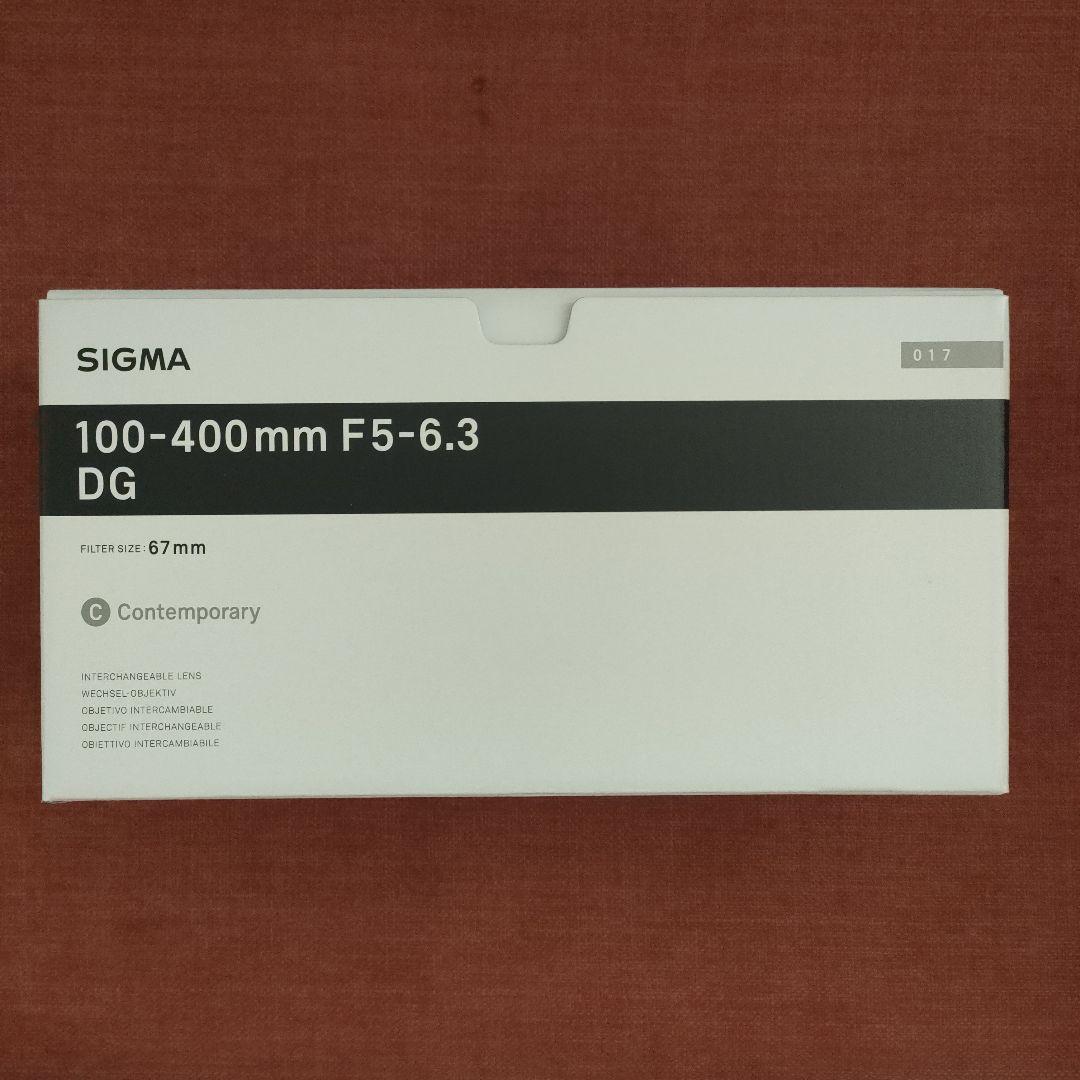 SIGMA
017
100-400mm F5-6.3
DG
FILTER SIZE: 67mm
C Contemporary
INTERCHANGEABLE LENS
WECHSEL-OBJEKTIV
OBJETIVO INTERCAMBIABLE
OBJECTIF INTERCHANGEABLE
OBIETTIVO INTERCAMBIABILE